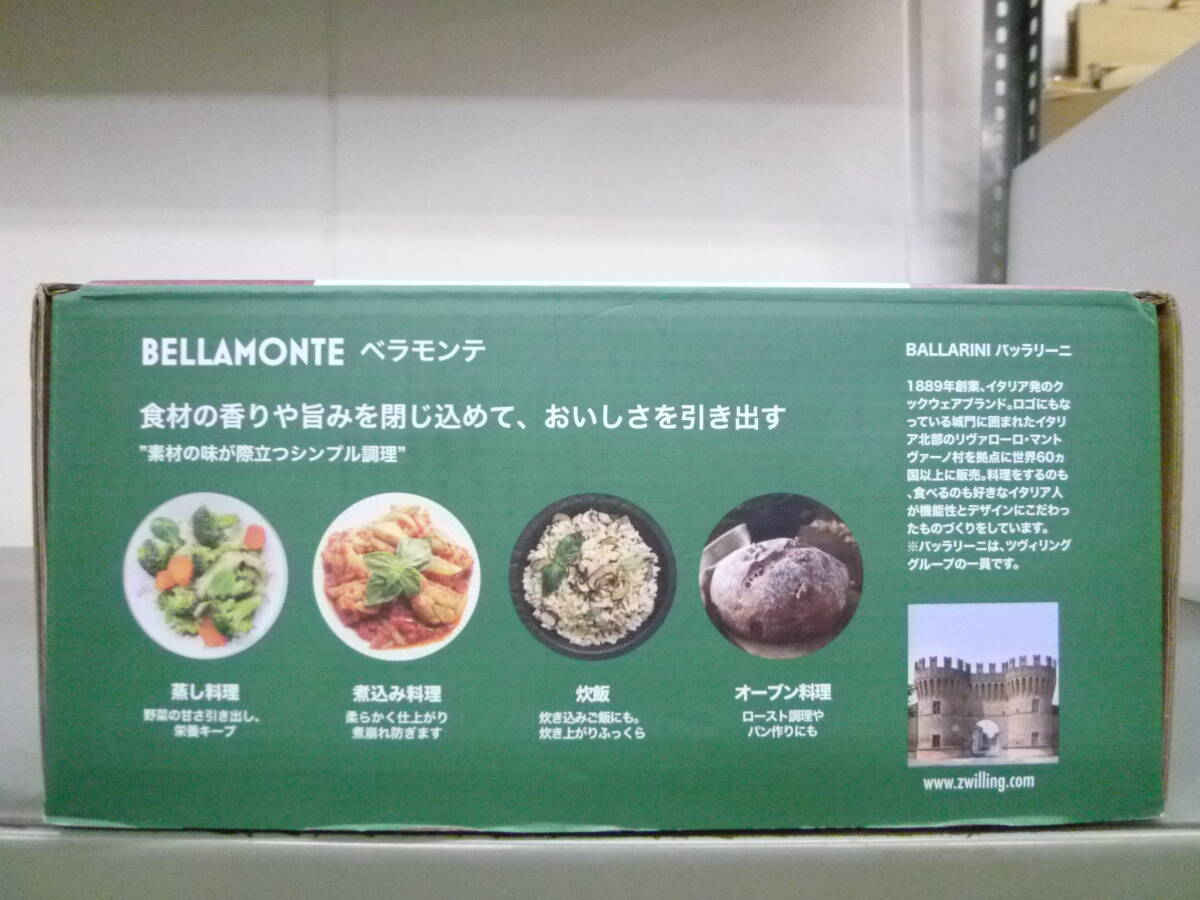 BELLAMONTE ベラモンテ
食材の香りや旨みを閉じ込めて、おいしさを引き出す
"素材の味が際立つシンプル調理"
蒸し料理
野菜の甘さ引き出し、
栄養キープ
煮込み料理
柔らかく仕上がり
煮崩れ防ぎます
炊飯
炊き込みご飯にも。
炊き上がりふっくら
オーブン料理
ロースト調理や
パン作りにも
BALLARINI バッラリーニ
1889年創業、イタリア発のク
ックウェアブランド。ロゴにもな
っている城門に囲まれたイタリ
ア北部のリヴァローロ・マント
ヴァーノ村を拠点に世界60ヵ
国以上に販売。料理をするのも
、食べるのも好きなイタリア人
が機能性とデザインにこだわっ
たものづくりをしています。
※バッラリーニは、ツヴィリング
グループの一員です。
www.zwilling.com